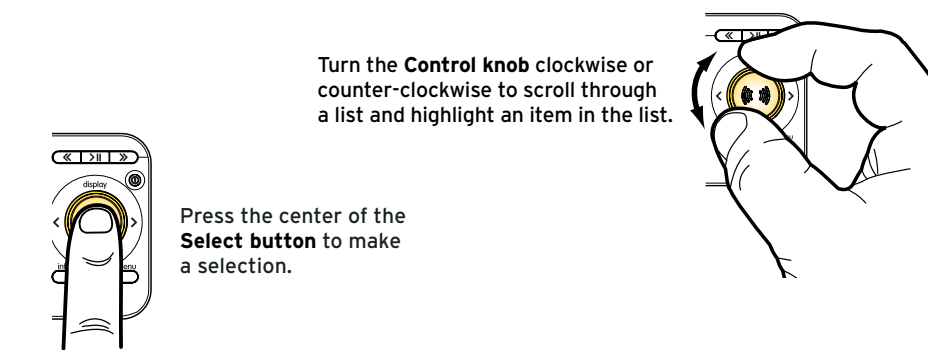 Turn the Control knob clockwise or
counter-clockwise to scroll through
a list and highlight an item in the list.
display
Press the center of the
Select button to make
a selection.